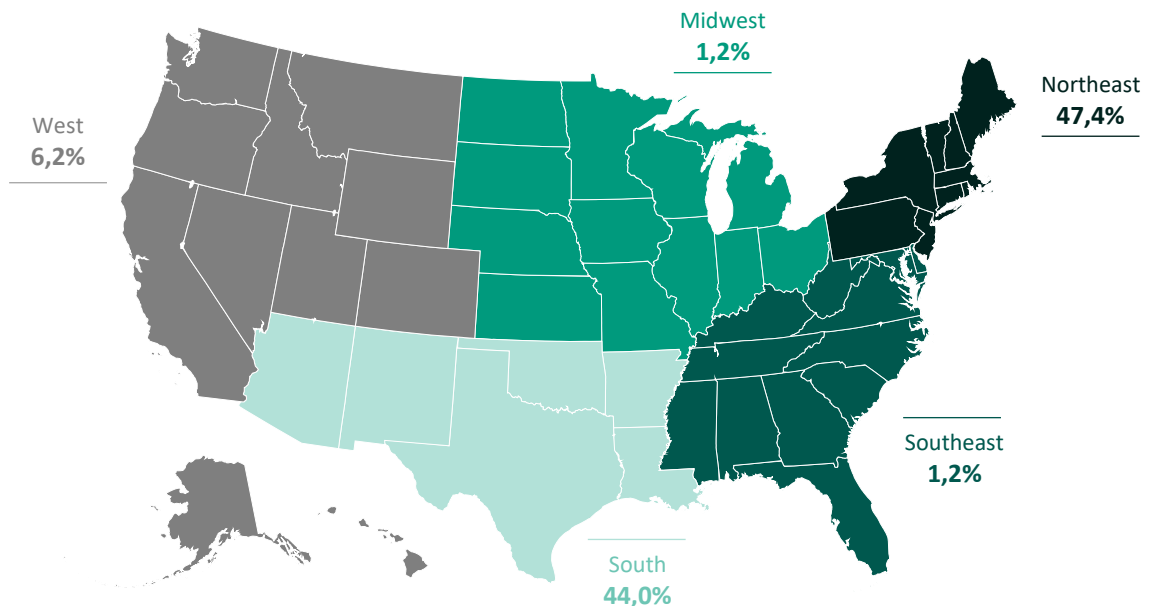 Midwest
1,2%
Northeast
47,4%
West
6,2%
Southeast
1,2%
South
44,0%